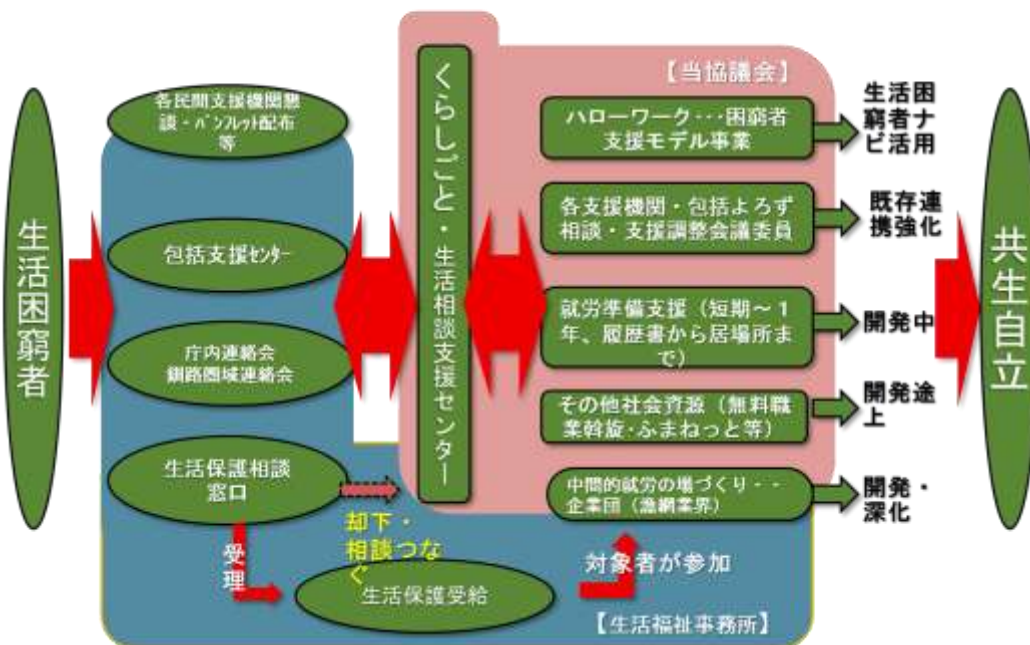 生活困窮者
各民間支援機関懇
談・パンフレット配布
等
包括支援センター
庁内連絡会
釧路圏域連絡会
生活保護相談
窓口
受理
却下・
相談つな
ぐ
生活保護受給
くらしごと・生活相談支援センター
【当協議会】
ハローワーク・・・困窮者
支援モデル事業
生活困
窮者ナ
ビ活用
各支援機関・包括よろず
相談・支援調整会議委員
既存連
携強化
就労準備支援（短期～１
年、履歴書から居場所ま
で）
開発中
その他社会資源（無料職
業斡旋・ふまねっと等）
開発途
上
中間的就労の場づくり・・
企業団（漁網業界）
開発・
深化
対象者が参加
【生活福祉事務所】
共生自立